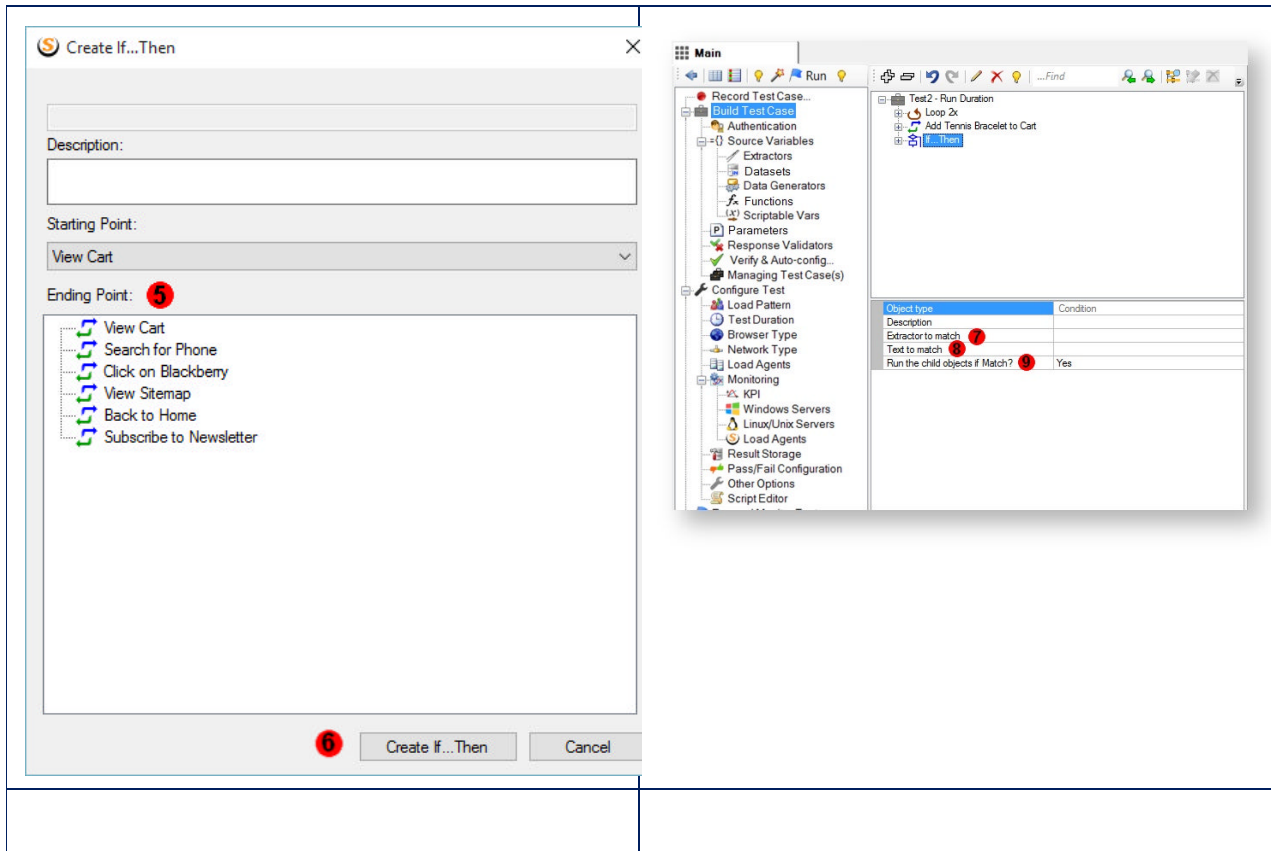 Create If...Then
Description:
Starting Point:
View Cart
Ending Point: 5
View Cart
Search for Phone
Click on Blackberry
View Sitemap
Back to Home
Subscribe to Newsletter
6 Create If...Then Cancel
Main
Run
...Find
Record Test Case...
Build Test Case
Authentication
Source Variables
Extractors
Datasets
Data Generators
Functions
Scriptable Vars
Parameters
Response Validators
Verify & Auto-config...
Managing Test Case(s)
Configure Test
Load Pattern
Test Duration
Browser Type
Network Type
Load Agents
Monitoring
KPI
Windows Servers
Linux/Unix Servers
Load Agents
Result Storage
Pass/Fail Configuration
Other Options
Script Editor
Test2 - Run Duration
Loop 2x
Add Tennis Bracelet to Cart
If...Then
Object type Condition
Description
Extractor to match 7
Text to match 8
Run the child objects if Match? 9 Yes